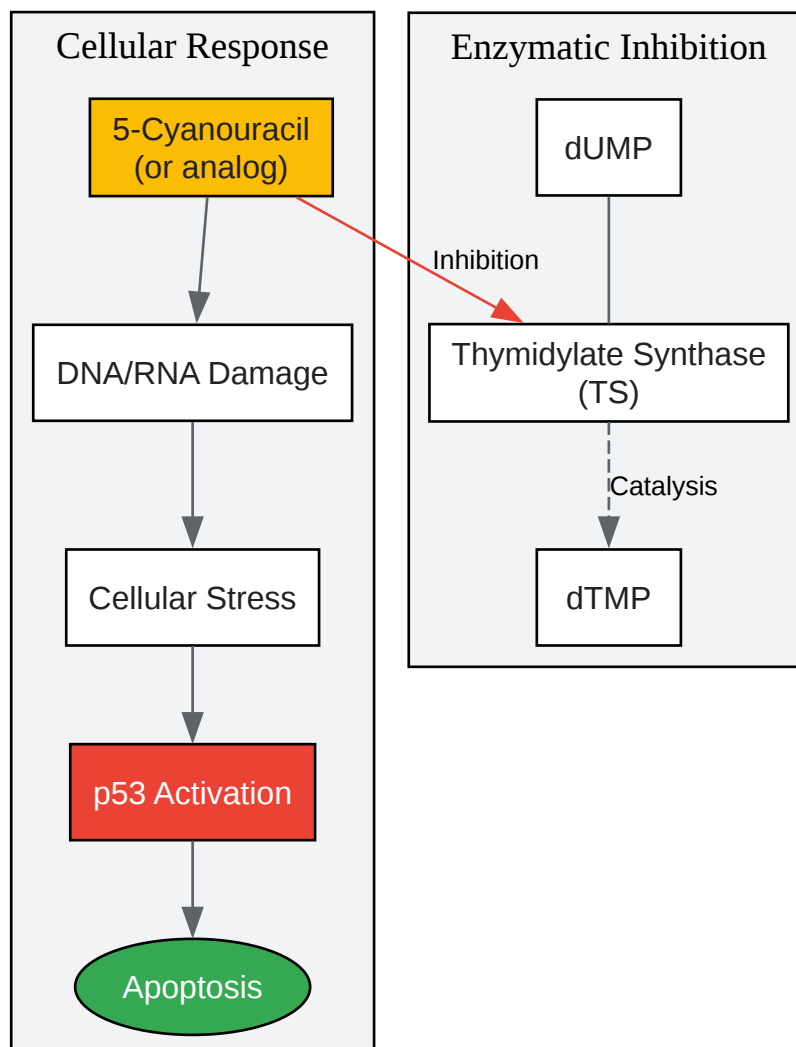 Cellular Response
5-Cyanouracil
(or analog)
DNA/RNA Damage
Cellular Stress
p53 Activation
Apoptosis
Enzymatic Inhibition
dUMP
Inhibition
Thymidylate Synthase
(TS)
Catalysis
dTMP